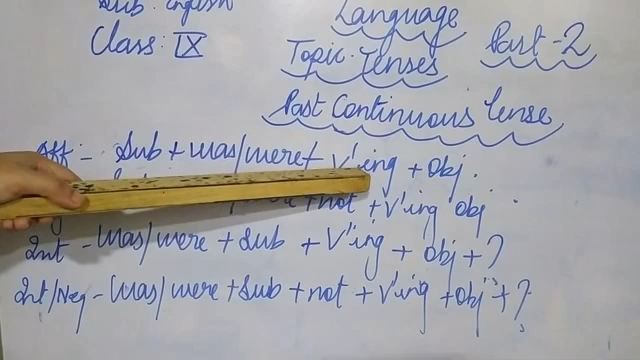 Sub: English
Language
Class: IX
Topic: Tenses
Part-2
Past Continuous Tense
Aff - Sub + was/were + V'ing + obj.
+ not + V'ing obj
Int - Was/were + sub + V'ing + obj + ?
Int/Neg - Was/were + sub + not + V'ing + obj + ?